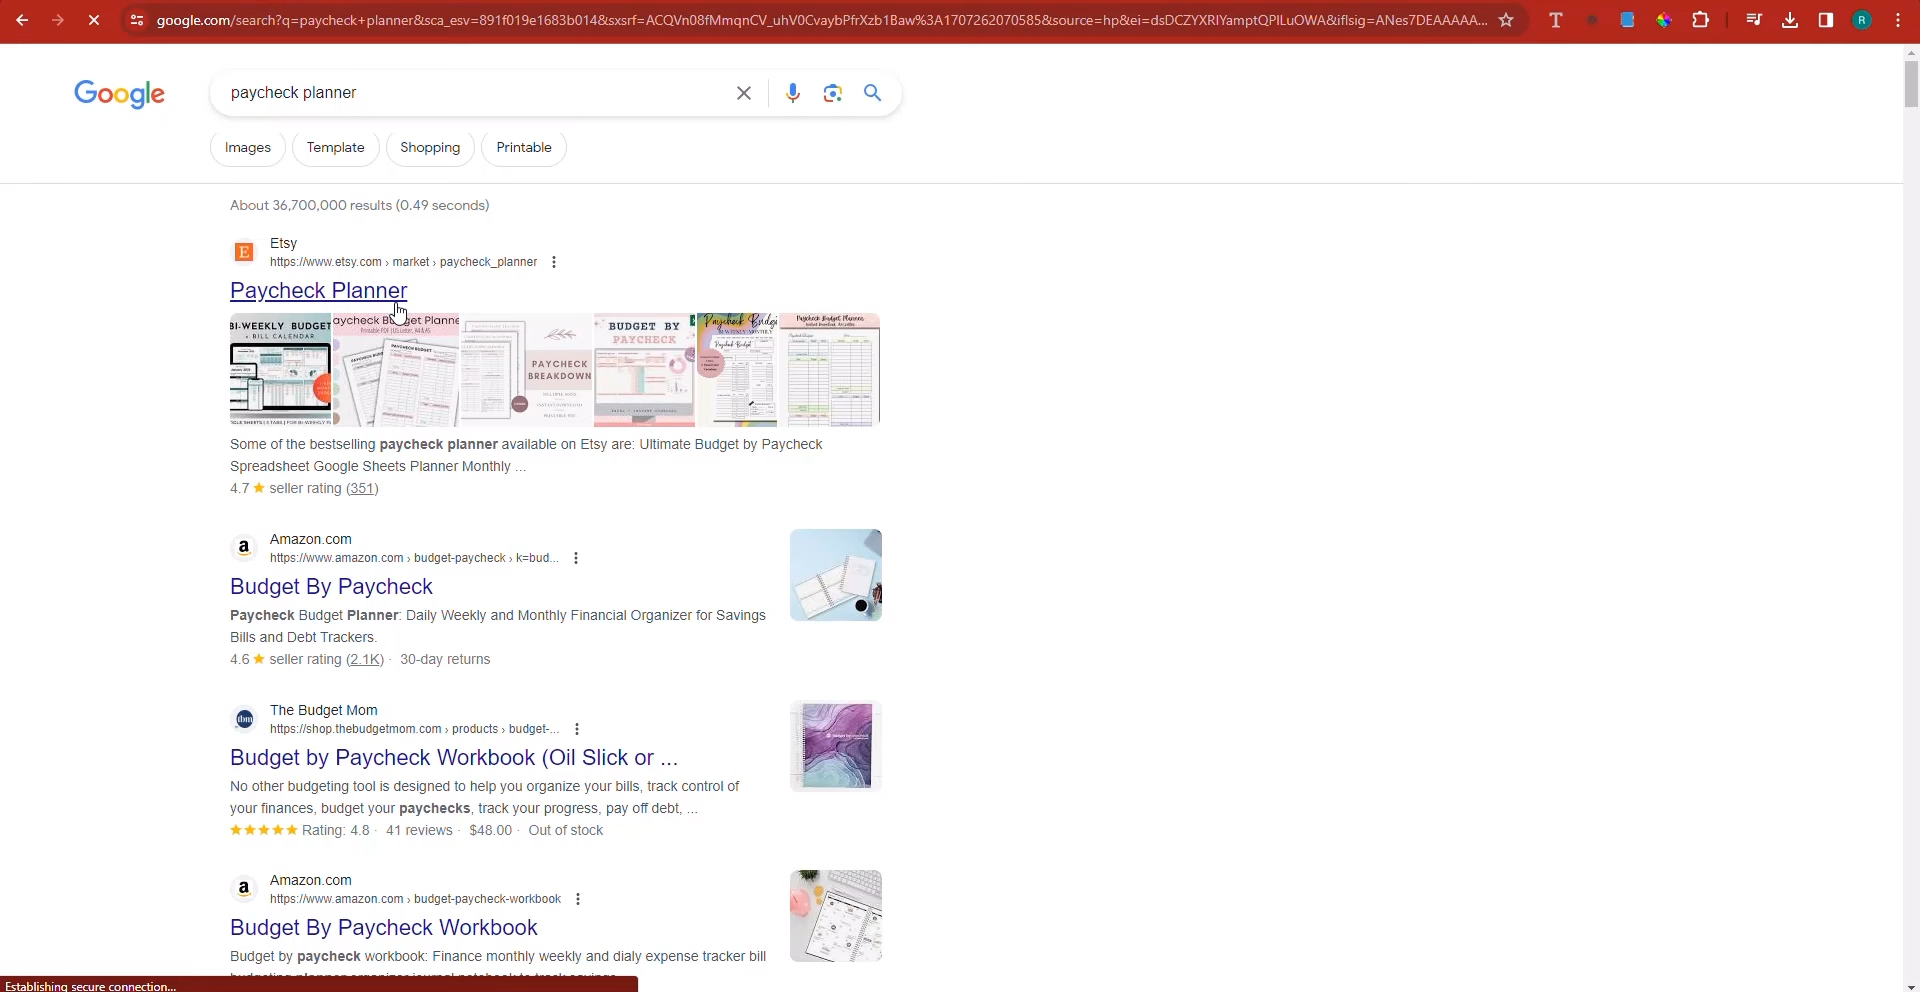 google.com/search?q=paycheck+planner&sca_esv=891f019e1683b014&sxsrf=ACQVn08fMmqnCV_uhV0CvaybPfrXzb1Baw%3A1707262070585&source=hp&ei=dsDCZYXRIYamptQPILuOWA&iflsig=ANes7DEAAAAA...
R
Google
paycheck planner
Images
Template
Shopping
Printable
About 36,700,000 results (0.49 seconds)
E
Etsy
https://www.etsy.com › market › paycheck_planner
Paycheck Planner
BI-WEEKLY BUDGET
+ BILL CALENDAR
PAYCHECK BUDGET
PAYCHECK
BREAKDOWN
BUDGET BY
PAYCHECK
Paycheck Budget
Paycheck Budget Planner
Some of the bestselling paycheck planner available on Etsy are: Ultimate Budget by Paycheck
Spreadsheet Google Sheets Planner Monthly ...
4.7 ★ seller rating (351)
a
Amazon.com
https://www.amazon.com › budget-paycheck › k=bud...
Budget By Paycheck
Paycheck Budget Planner: Daily Weekly and Monthly Financial Organizer for Savings
Bills and Debt Trackers.
4.6 ★ seller rating (2.1K) · 30-day returns
tbm
The Budget Mom
https://shop.thebudgetmom.com › products › budget-...
Budget by Paycheck Workbook (Oil Slick or ...
No other budgeting tool is designed to help you organize your bills, track control of
your finances, budget your paychecks, track your progress, pay off debt, ...
★★★★★ Rating: 4.8 · 41 reviews · $48.00 · Out of stock
a
Amazon.com
https://www.amazon.com › budget-paycheck-workbook
Budget By Paycheck Workbook
Budget by paycheck workbook: Finance monthly weekly and dialy expense tracker bill
Establishing secure connection...